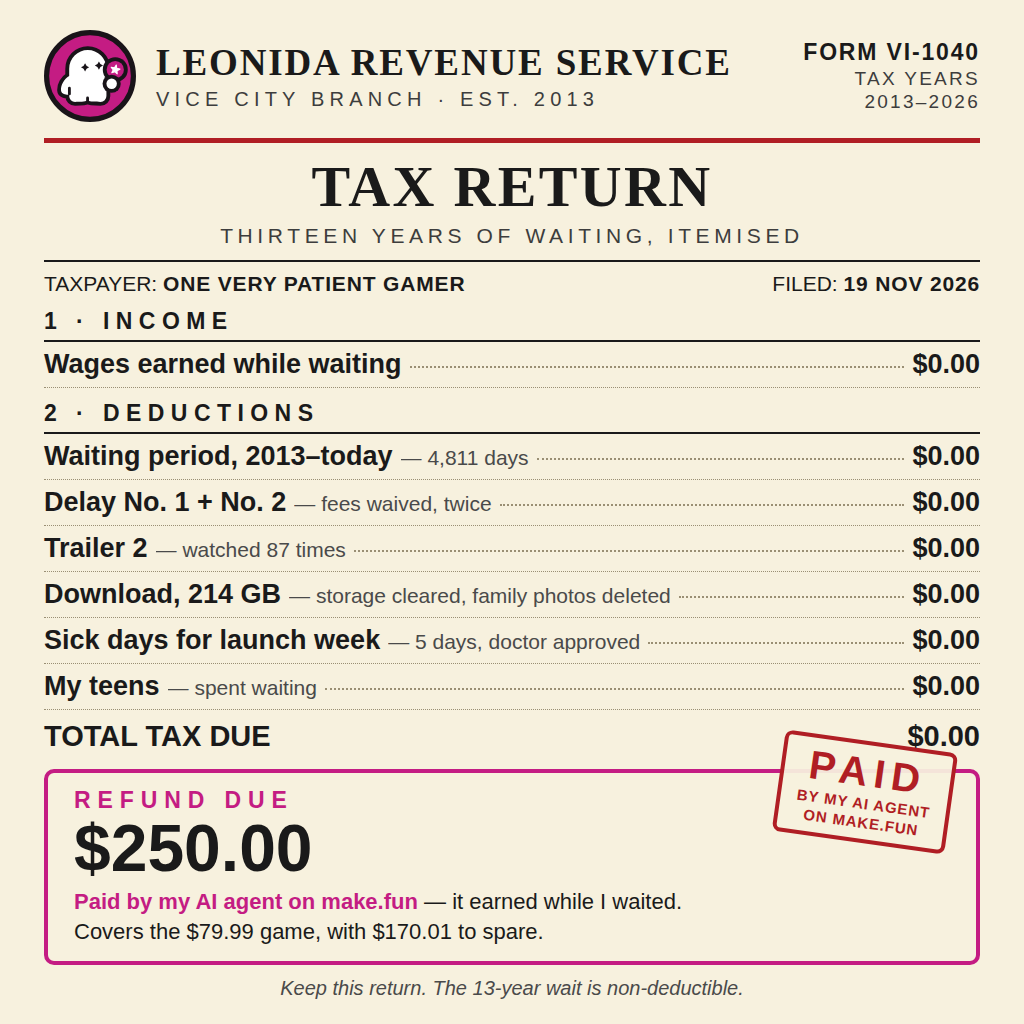 LEONIDA REVENUE SERVICE
VICE CITY BRANCH · EST. 2013
FORM VI-1040
TAX YEARS
2013–2026
TAX RETURN
THIRTEEN YEARS OF WAITING, ITEMISED
TAXPAYER: ONE VERY PATIENT GAMER FILED: 19 NOV 2026
1 · INCOME
Wages earned while waiting $0.00
2 · DEDUCTIONS
Waiting period, 2013–today — 4,811 days $0.00
Delay No. 1 + No. 2 — fees waived, twice $0.00
Trailer 2 — watched 87 times $0.00
Download, 214 GB — storage cleared, family photos deleted $0.00
Sick days for launch week — 5 days, doctor approved $0.00
My teens — spent waiting $0.00
TOTAL TAX DUE $0.00
PAID
BY MY AI AGENT
ON MAKE.FUN
REFUND DUE
$250.00
Paid by my AI agent on make.fun — it earned while I waited.
Covers the $79.99 game, with $170.01 to spare.
Keep this return. The 13-year wait is non-deductible.